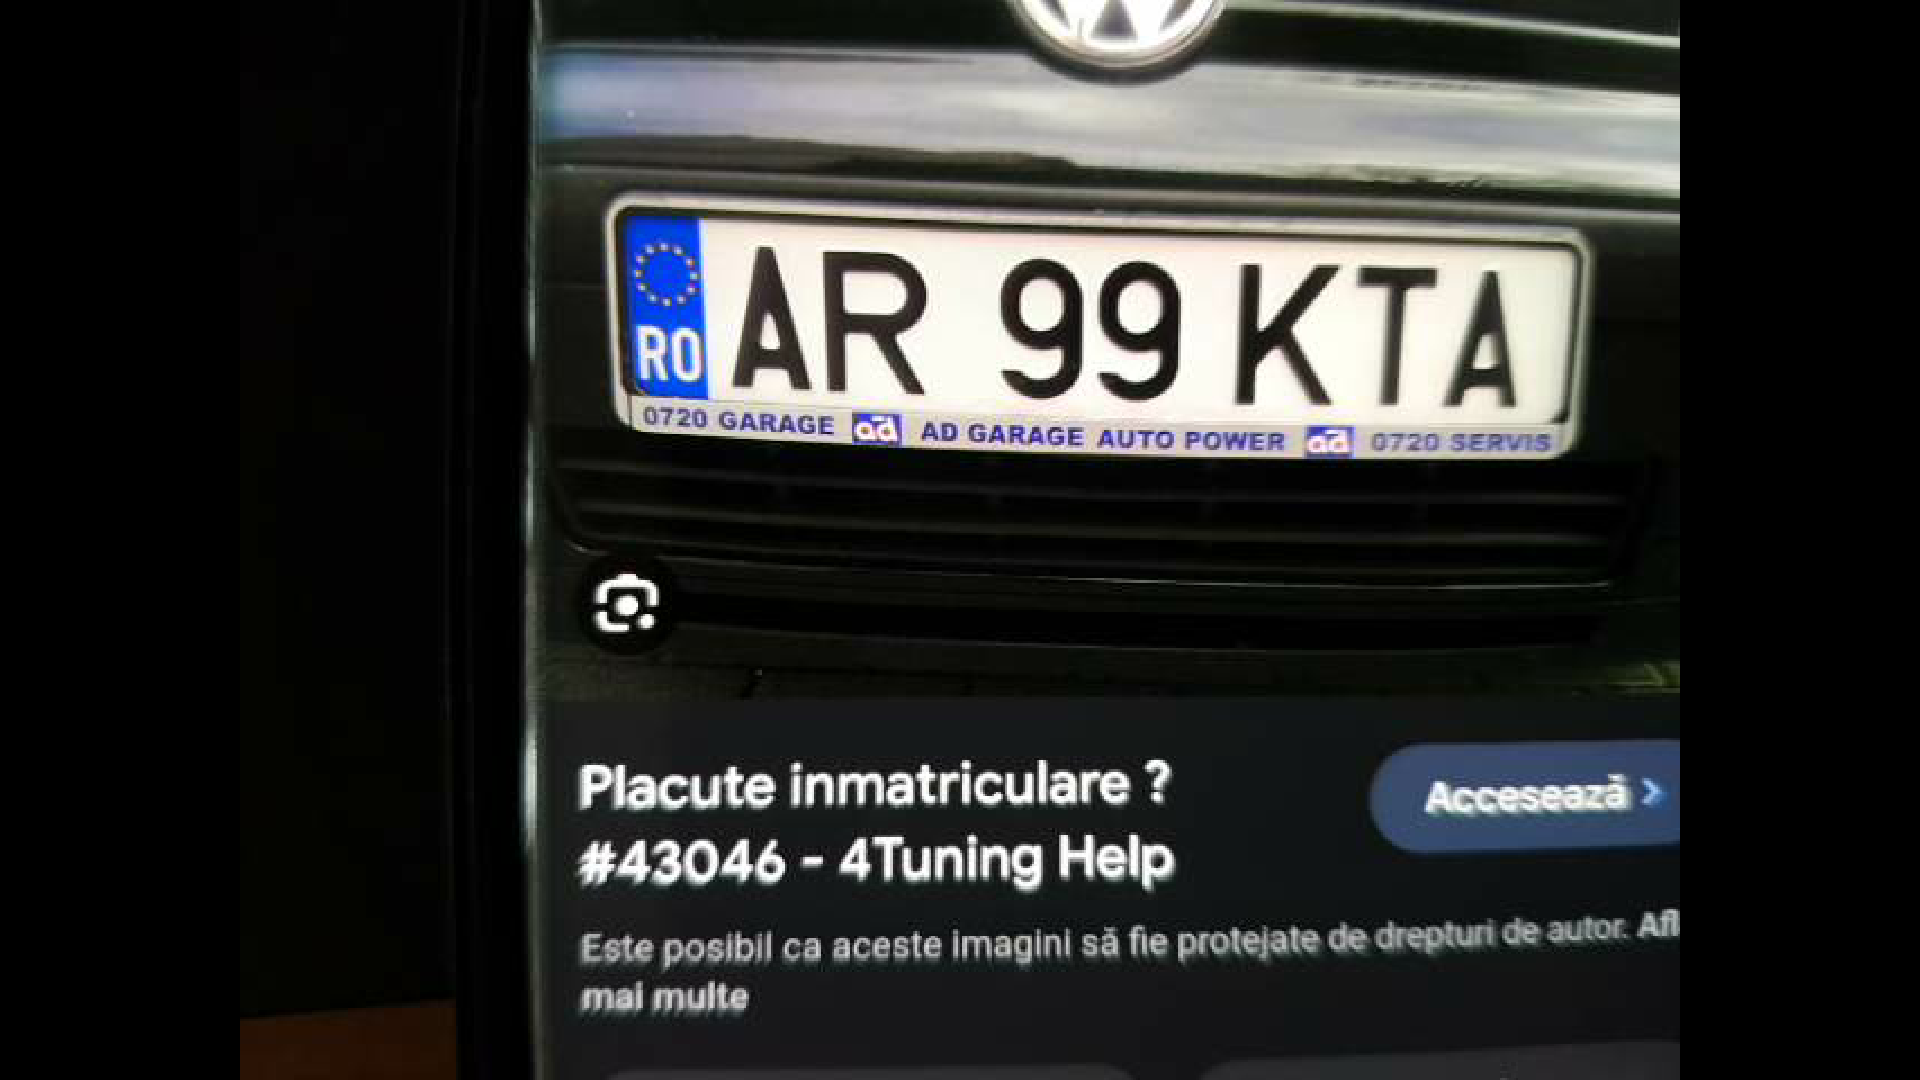 RO
AR 99 KTA
0720 GARAGE ad AD GARAGE AUTO POWER ad 0720 SERVIS
Placute inmatriculare ?
#43046 - 4Tuning Help
Accesează
Este posibil ca aceste imagini să fie protejate de drepturi de autor.
mai multe